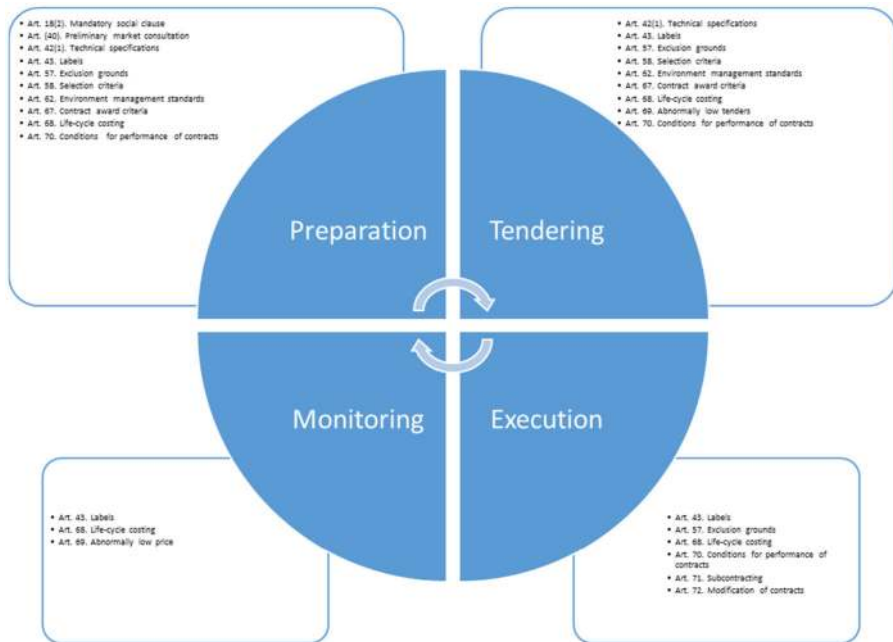 Art. 18(2). Mandatory social clause
Art. (40). Preliminary market consultation
Art. 42(1). Technical specifications
Art. 43. Labels
Art. 57. Exclusion grounds
Art. 58. Selection criteria
Art. 62. Environment management standards
Art. 67. Contract award criteria
Art. 68. Life-cycle costing
Art. 70. Conditions for performance of contracts
Art. 42(1). Technical specifications
Art. 43. Labels
Art. 57. Exclusion grounds
Art. 58. Selection criteria
Art. 62. Environment management standards
Art. 67. Contract award criteria
Art. 68. Life-cycle costing
Art. 69. Abnormally low tenders
Art. 70. Conditions for performance of contracts
Preparation
Tendering
Monitoring
Execution
Art. 43. Labels
Art. 68. Life-cycle costing
Art. 69. Abnormally low price
Art. 43. Labels
Art. 57. Exclusion grounds
Art. 68. Life-cycle costing
Art. 70. Conditions for performance of
contracts
Art. 71. Subcontracting
Art. 72. Modification of contracts